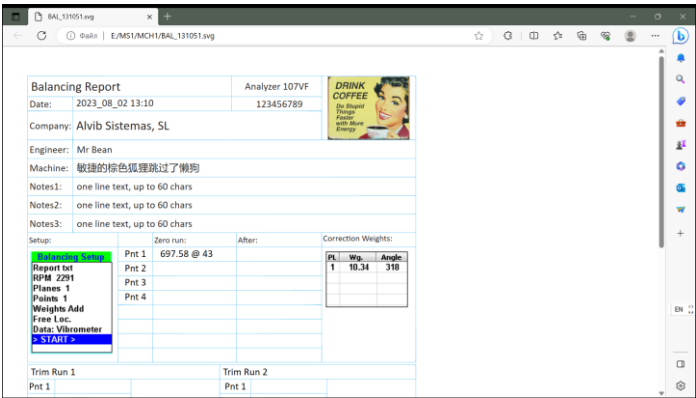 BAL_131051.svg
Файл | E:/MS1/MCH1/BAL_131051.svg
Balancing Report
Analyzer 107VF
Date: 2023_08_02 13:10
123456789
Company: Alvib Sistemas, SL
DRINK
COFFEE
Do Stupid
Things
Faster
with More
Energy
Engineer: Mr Bean
Machine: 敏捷的棕色狐狸跳过了懒狗
Notes1: one line text, up to 60 chars
Notes2: one line text, up to 60 chars
Notes3: one line text, up to 60 chars
Setup: Zero run: After: Correction Weights:
Balancing Setup
Report txt
RPM 2291
Planes 1
Points 1
Weights Add
Free Loc.
Data: Vibrometer
> START >
Pnt 1 697.58 @ 43
Pnt 2
Pnt 3
Pnt 4
PL Wg. Angle
1 10.34 318
Trim Run 1 Trim Run 2
Pnt 1 Pnt 1
EN